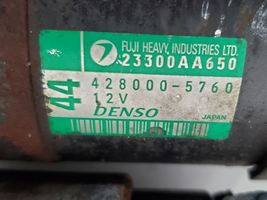 FUJI HEAVY, INDUSTRIES LTD.
23300AA650
44
428000-5760
12V
DENSO
JAPAN